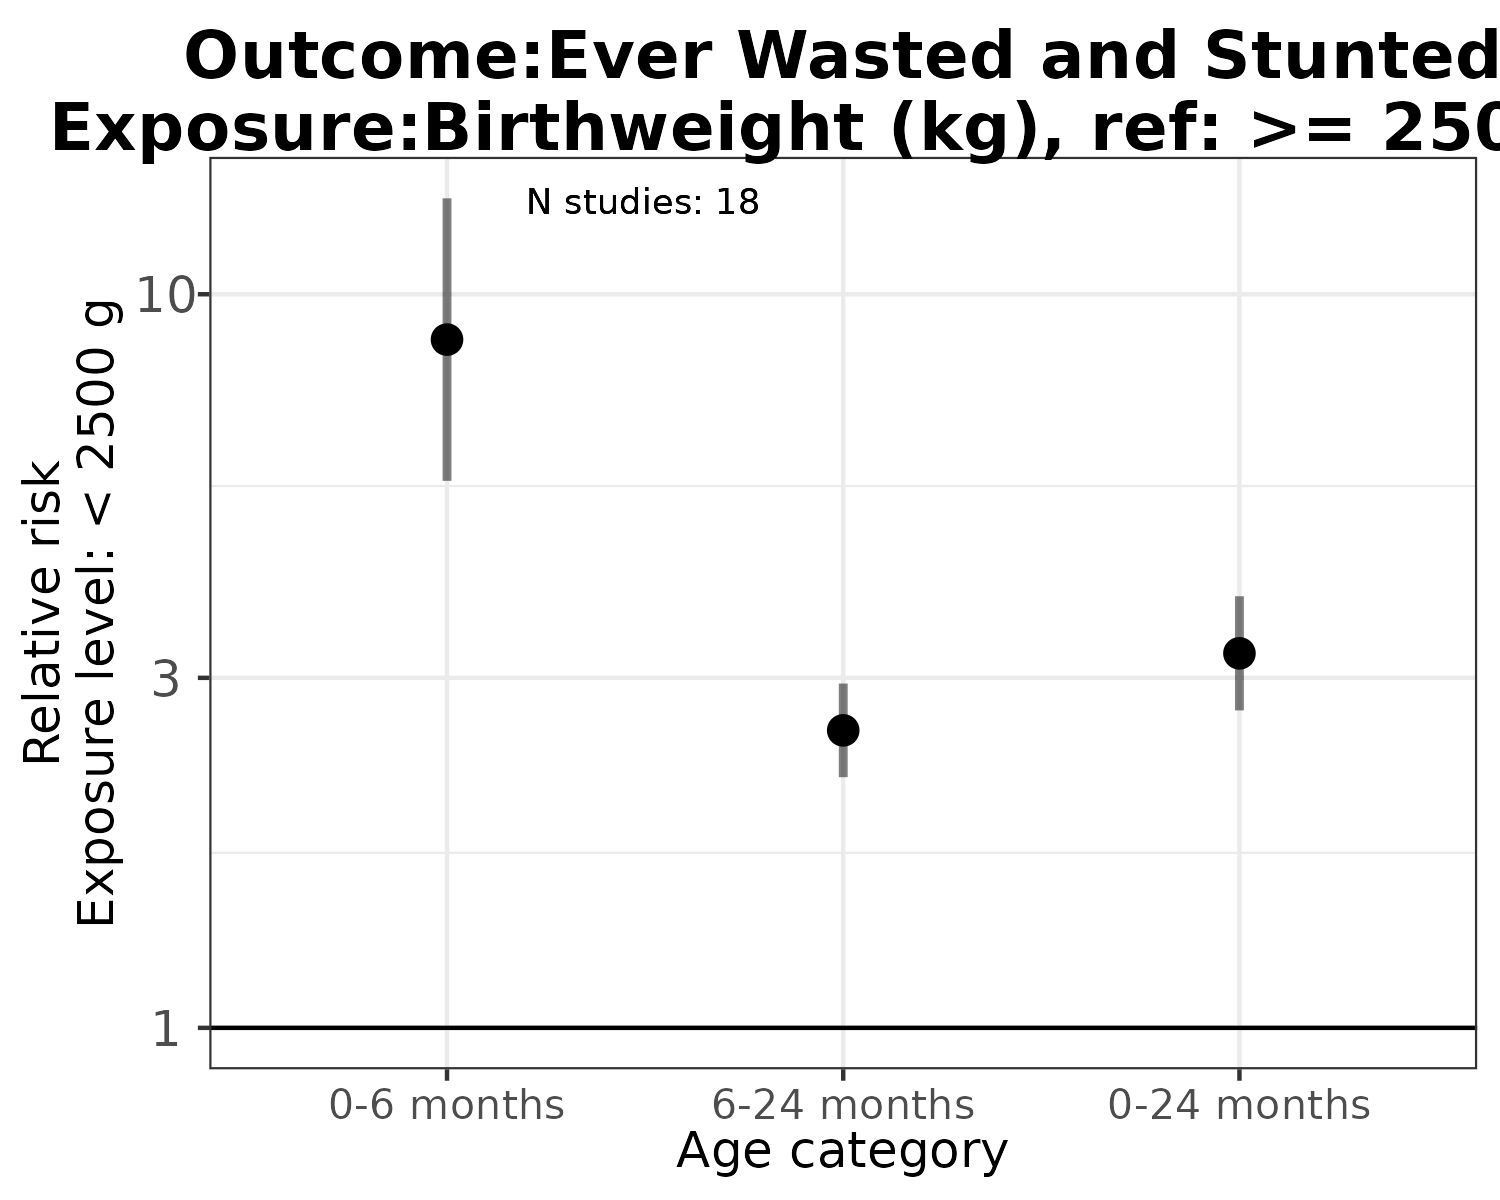 Outcome:Ever Wasted and Stunted
Exposure:Birthweight (kg), ref: >= 250
N studies: 18
Relative risk
Exposure level: < 2500 g
10
3
1
0-6 months
6-24 months
0-24 months
Age category